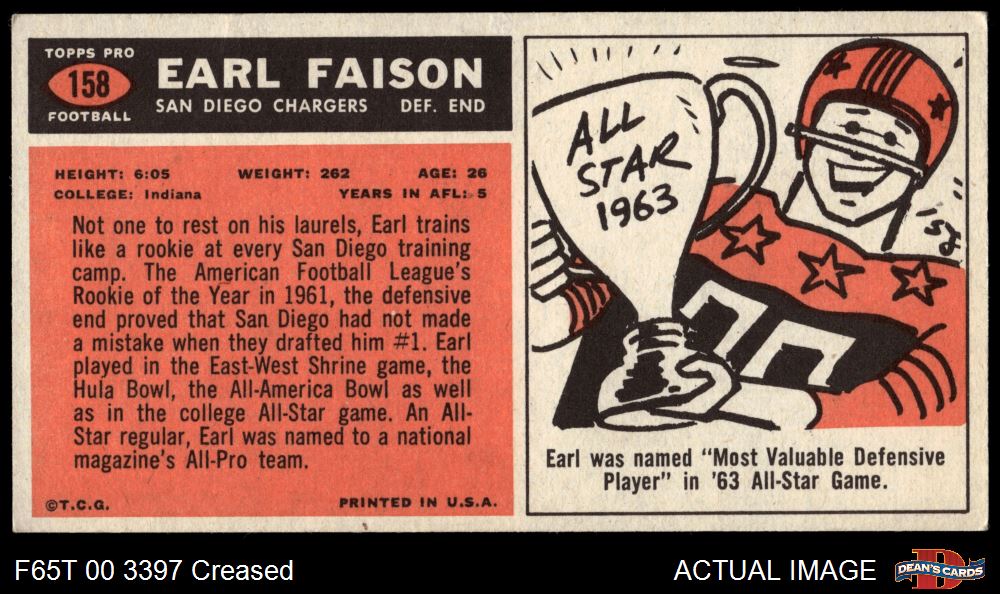 TOPPS PRO
158
FOOTBALL
EARL FAISON
SAN DIEGO CHARGERS DEF. END
HEIGHT: 6:05 WEIGHT: 262 AGE: 26
COLLEGE: Indiana YEARS IN AFL: 5
Not one to rest on his laurels, Earl trains
like a rookie at every San Diego training
camp. The American Football League's
Rookie of the Year in 1961, the defensive
end proved that San Diego had not made
a mistake when they drafted him #1. Earl
played in the East-West Shrine game, the
Hula Bowl, the All-America Bowl as well
as in the college All-Star game. An All-
Star regular, Earl was named to a national
magazine's All-Pro team.
©T.C.G. PRINTED IN U.S.A.
ALL
STAR
1963
Earl was named "Most Valuable Defensive
Player" in '63 All-Star Game.
F65T 00 3397 Creased
ACTUAL IMAGE
D
DEAN'S CARDS